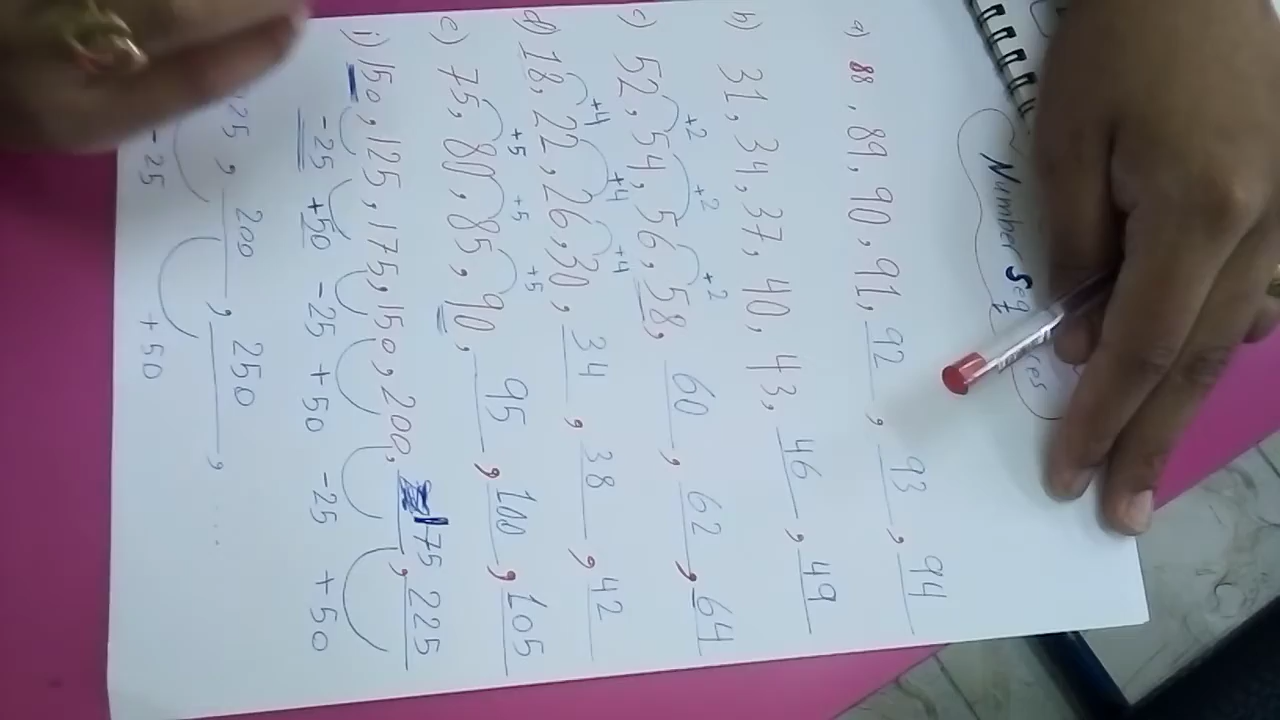 Number Seq res
a) 88, 89, 90, 91, 92, 93, 94
b) 31, 34, 37, 40, 43, 46, 49
+2 +2 +2
c) 52, 54, 56, 58, 60, 62, 64
+4 +4 +4
d) 18, 22, 26, 30, 34, 38, 42
+5 +5 +5
e) 75, 80, 85, 90, 95, 100, 105
i) 150, 125, 175, 150, 200, 175, 225
-25 +50 -25 +50 -25 +50
25, 200, 250, ....
-25 +50